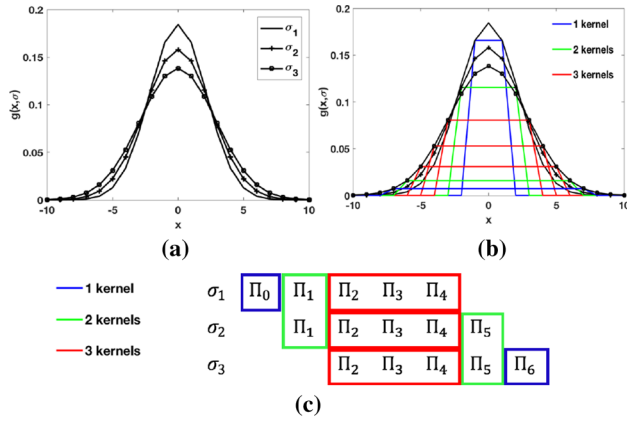 0.2
0.15
0.1
0.05
0
g(x,σ)
σ₁
σ₂
σ₃
-10 -5 0 5 10
x
(a)
0.2
0.15
0.1
0.05
0
g(x,σ)
1 kernel
2 kernels
3 kernels
-10 -5 0 5 10
x
(b)
1 kernel
2 kernels
3 kernels
σ₁ Π₀ Π₁ Π₂ Π₃ Π₄
σ₂ Π₁ Π₂ Π₃ Π₄ Π₅
σ₃ Π₂ Π₃ Π₄ Π₅ Π₆
(c)